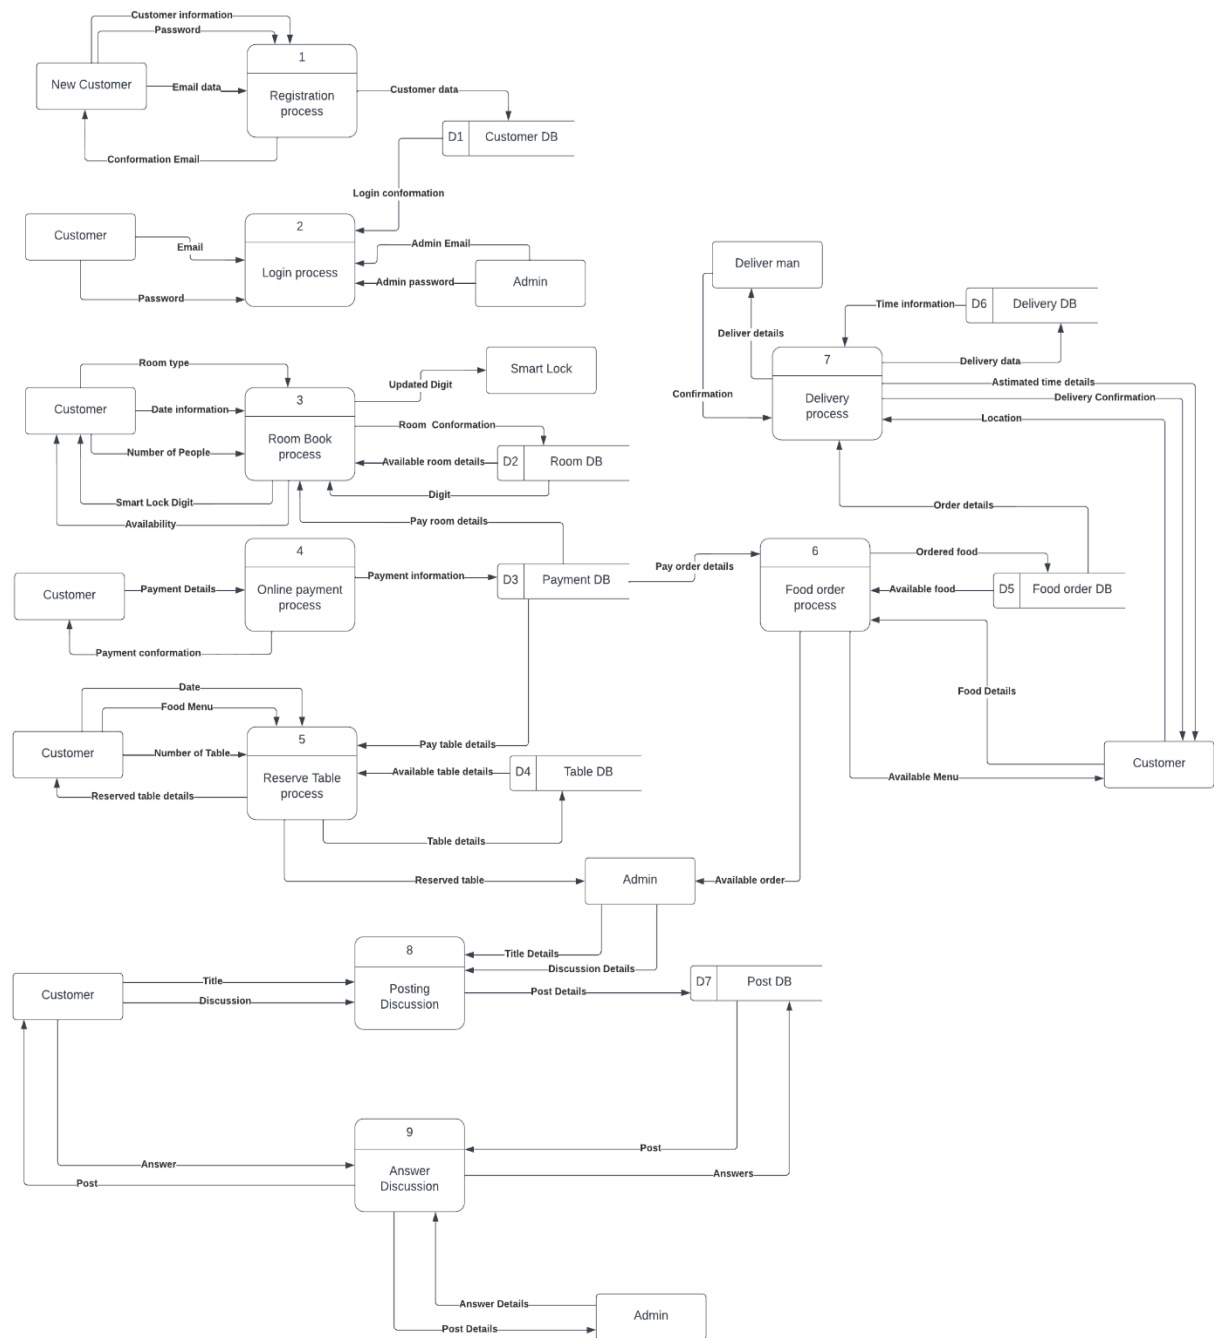 Customer information
Password
1
New Customer
Email data
Registration
process
Customer data
D1
Customer DB
Conformation Email
Login conformation
2
Customer
Email
Admin Email
Login process
Admin password
Admin
Password
Deliver man
Time information
D6
Delivery DB
Deliver details
7
Delivery data
Room type
Smart Lock
Updated Digit
Astimated time details
Confirmation
Delivery
process
Delivery Confirmation
Location
3
Customer
Date information
Room Book
process
Room  Conformation
Number of People
Available room details
D2
Room DB
Smart Lock Digit
Digit
Availability
Pay room details
Order details
4
6
Online payment
process
Payment information
D3
Payment DB
Pay order details
Ordered food
Customer
Payment Details
Food order
process
Available food
D5
Food order DB
Payment conformation
Date
Food Menu
Food Details
5
Customer
Number of Table
Pay table details
Reserve Table
process
Available table details
D4
Table DB
Available Menu
Customer
Reserved table details
Table details
Reserved table
Admin
Available order
8
Title Details
Discussion Details
Customer
Title
Posting
Discussion
Discussion
Post Details
D7
Post DB
9
Post
Answer
Answer
Discussion
Answers
Post
Answer Details
Admin
Post Details